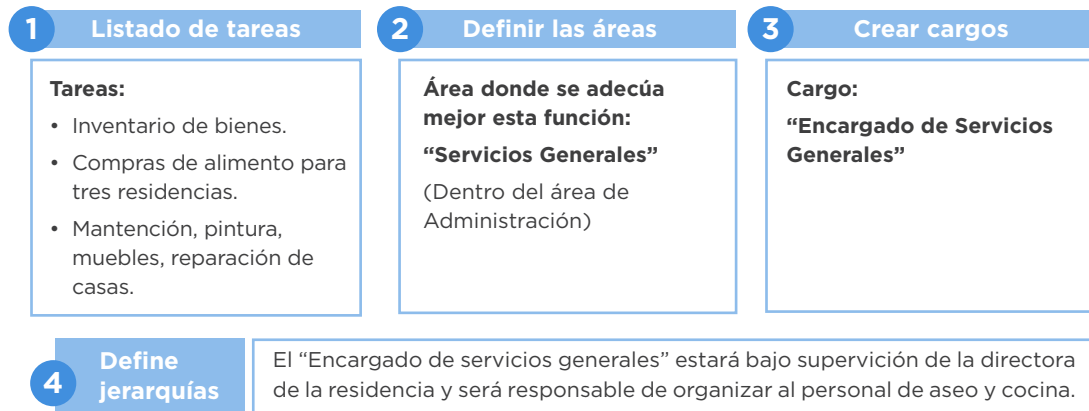 1 Listado de tareas
Tareas:
• Inventario de bienes.
• Compras de alimento para
tres residencias.
• Mantención, pintura,
muebles, reparación de
casas.
2 Definir las áreas
Área donde se adecúa
mejor esta función:
“Servicios Generales”
(Dentro del área de
Administración)
3 Crear cargos
Cargo:
“Encargado de Servicios
Generales”
4 Define
jerarquías
El “Encargado de servicios generales” estará bajo supervisión de la directora
de la residencia y será responsable de organizar al personal de aseo y cocina.